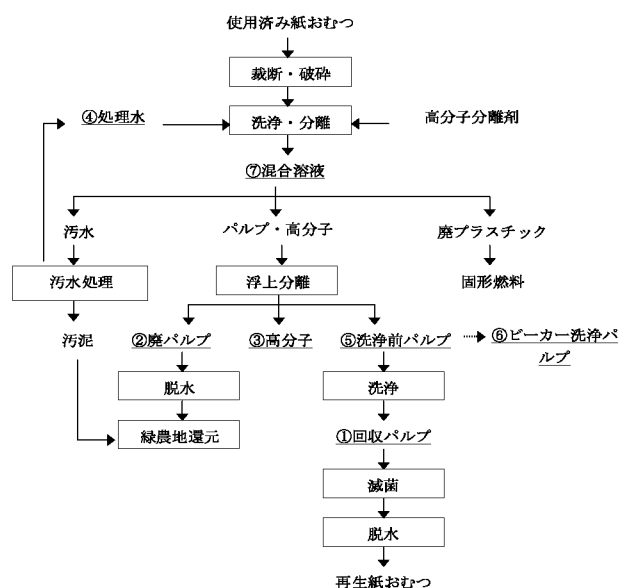 使用済み紙おむつ
裁断・破砕
④処理水
洗浄・分離
高分子分離剤
⑦混合溶液
汚水
パルプ・高分子
廃プラスチック
汚水処理
浮上分離
固形燃料
汚泥
②廃パルプ
③高分子
⑤洗浄前パルプ
⑥ビーカー洗浄パ
ルプ
脱水
洗浄
緑農地還元
①回収パルプ
滅菌
脱水
再生紙おむつ